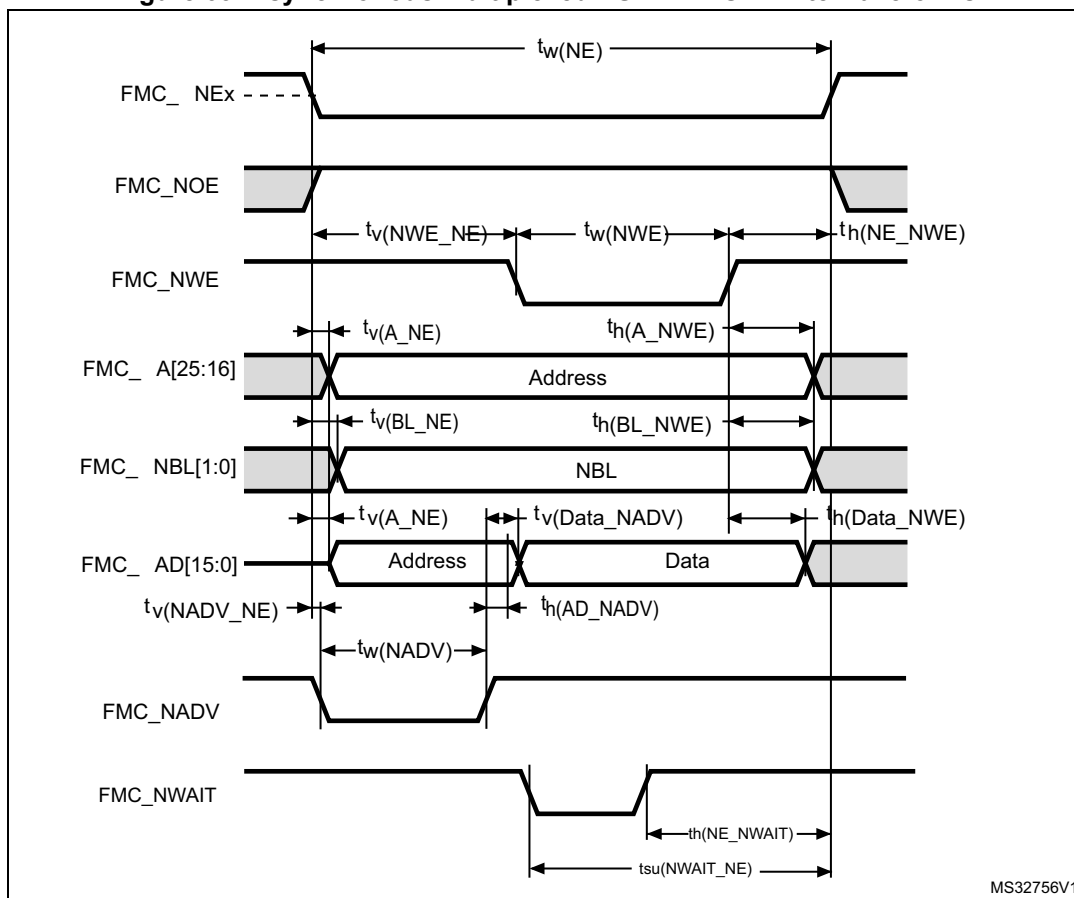 tw(NE)
FMC_ NEx
FMC_NOE
tv(NWE_NE)
tw(NWE)
th(NE_NWE)
FMC_NWE
tv(A_NE)
th(A_NWE)
FMC_ A[25:16]
Address
tv(BL_NE)
th(BL_NWE)
FMC_ NBL[1:0]
NBL
tv(A_NE)
tv(Data_NADV)
th(Data_NWE)
FMC_ AD[15:0]
Address
Data
tv(NADV_NE)
th(AD_NADV)
tw(NADV)
FMC_NADV
FMC_NWAIT
th(NE_NWAIT)
tsu(NWAIT_NE)
MS32756V1